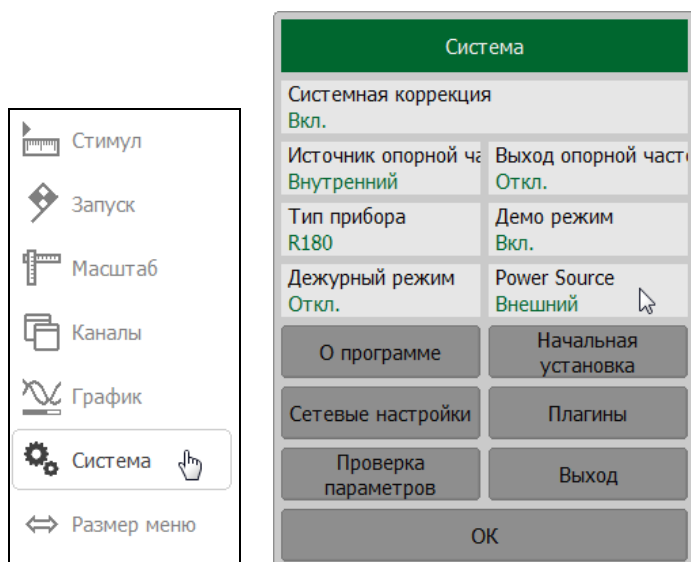 Стимул
Запуск
Масштаб
Каналы
График
Система
Размер меню
Система
Системная коррекция
Вкл.
Источник опорной ча Выход опорной част
Внутренний Откл.
Тип прибора Демо режим
R180 Вкл.
Дежурный режим Power Source
Откл. Внешний
О программе Начальная
установка
Сетевые настройки Плагины
Проверка
параметров Выход
ОК